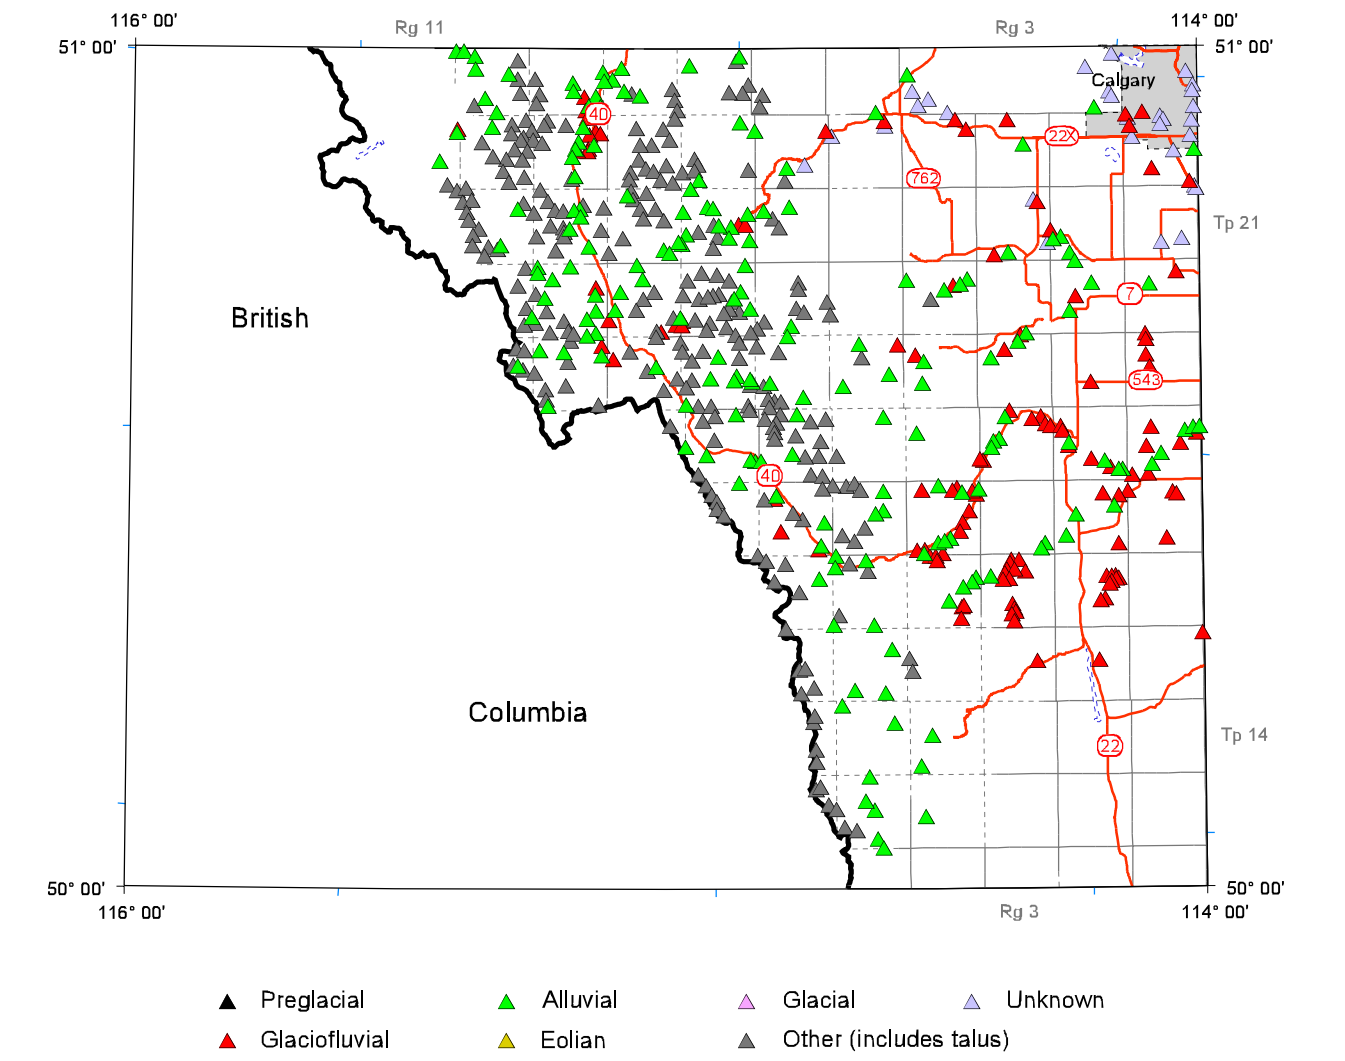 116° 00'
Rg 11
Rg 3
114° 00'
51° 00'
51° 00'
Calgary
40
22X
762
Tp 21
7
British
543
40
Columbia
Tp 14
22
50° 00'
50° 00'
116° 00'
Rg 3
114° 00'
Preglacial
Alluvial
Glacial
Unknown
Glaciofluvial
Eolian
Other (includes talus)